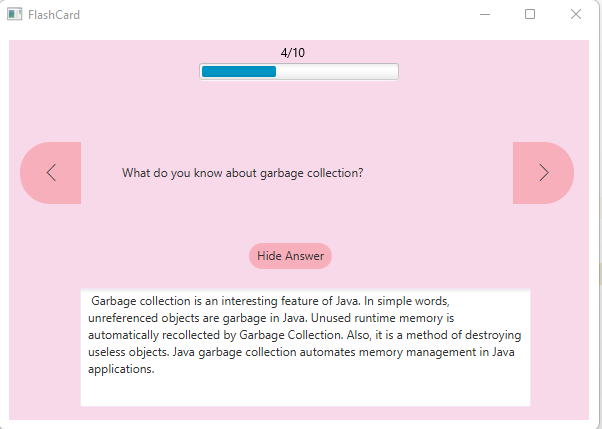 FlashCard
4/10
What do you know about garbage collection?
Hide Answer
Garbage collection is an interesting feature of Java. In simple words,
unreferenced objects are garbage in Java. Unused runtime memory is
automatically recollected by Garbage Collection. Also, it is a method of destroying
useless objects. Java garbage collection automates memory management in Java
applications.